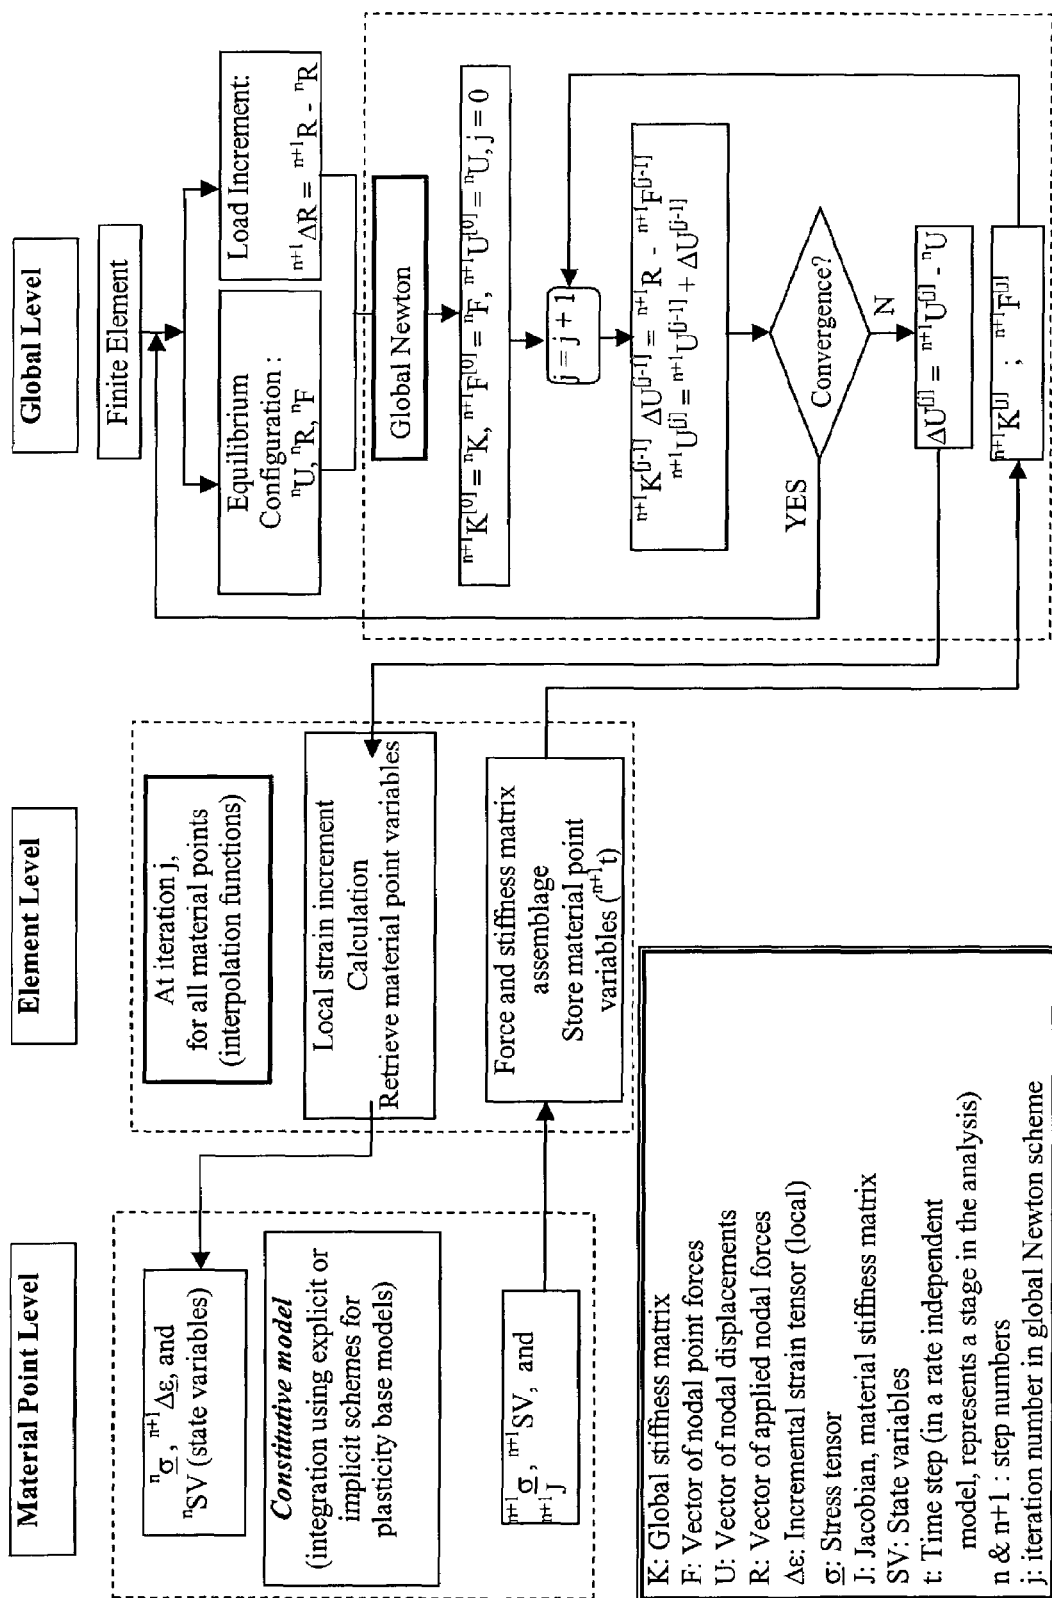 Global Level
Finite Element
Equilibrium
Configuration :
ⁿU, ⁿR, ⁿF
Load Increment:
ⁿ⁺¹ΔR = ⁿ⁺¹R - ⁿR
Global Newton
ⁿ⁺¹K[0] = ⁿK, ⁿ⁺¹F[0] = ⁿF, ⁿ⁺¹U[0] = ⁿU, j = 0
j = j + 1
ⁿ⁺¹K[j-1] ΔU[j-1] = ⁿ⁺¹R - ⁿ⁺¹F[j-1]
ⁿ⁺¹U[j] = ⁿ⁺¹U[j-1] + ΔU[j-1]
Convergence?
YES
N
ΔU[j] = ⁿ⁺¹U[j] - ⁿU
ⁿ⁺¹K[j] ; ⁿ⁺¹F[j]
Element Level
At iteration j,
for all material points
(interpolation functions)
Local strain increment
Calculation
Retrieve material point variables
Force and stiffness matrix
assemblage
Store material point
variables (ⁿ⁺¹t)
Material Point Level
ⁿσ, ⁿ⁺¹Δε, and
ⁿSV (state variables)
Constitutive model
(integration using explicit or
implicit schemes for
plasticity base models)
ⁿ⁺¹σ, ⁿ⁺¹SV, and
ⁿ⁺¹J
K: Global stiffness matrix
F: Vector of nodal point forces
U: Vector of nodal displacements
R: Vector of applied nodal forces
Δε: Incremental strain tensor (local)
σ: Stress tensor
J: Jacobian, material stiffness matrix
SV: State variables
t: Time step (in a rate independent
model, represents a stage in the analysis)
n & n+1 : step numbers
j: iteration number in global Newton scheme